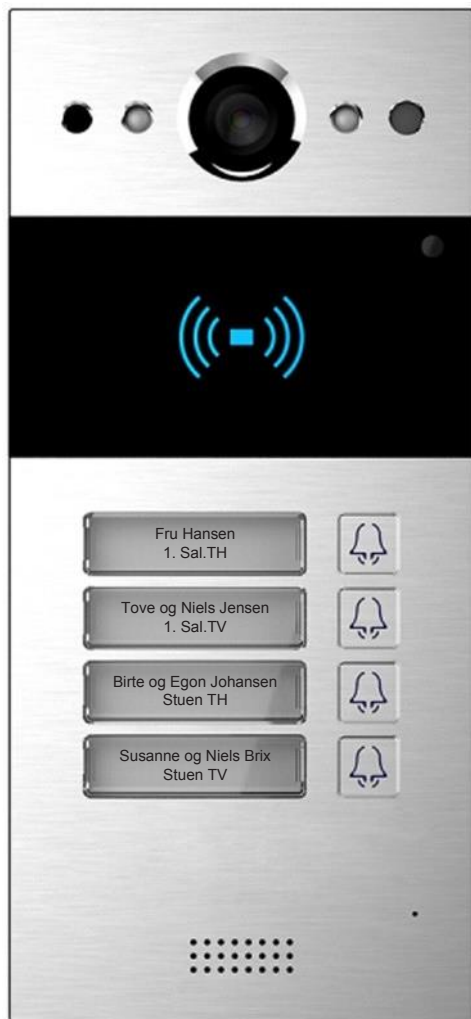 Fru Hansen
1. Sal.TH
Tove og Niels Jensen
1. Sal.TV
Birte og Egon Johansen
Stuen TH
Susanne og Niels Brix
Stuen TV